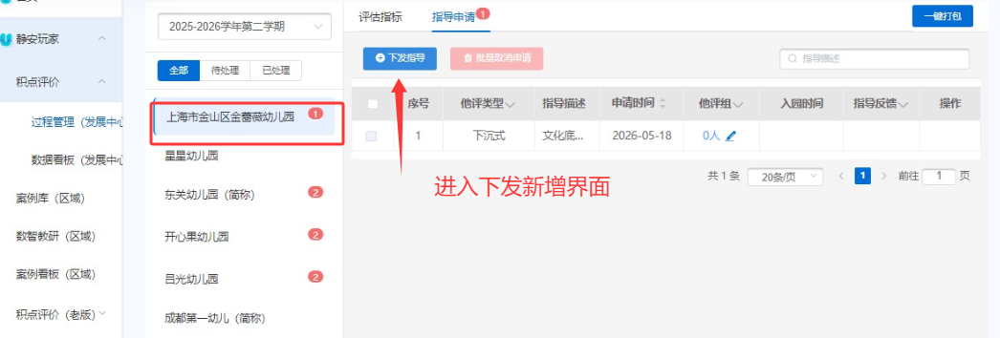 静安玩家
积点评价
过程管理（发展中心
数据看板（发展中心
案例库（区域）
数智教研（区域）
案例看板（区域）
积点评价（老版）
2025-2026学年第二学期
全部 待处理 已处理
上海市金山区金蔷薇幼儿园 1
星星幼儿园
东关幼儿园（简称） 2
开心果幼儿园 2
吕光幼儿园 2
成都第一幼儿（简称）
评估指标 指导申请 1 一键打包
下发指导 批量取消申请 指导描述
序号 他评类型 指导描述 申请时间 他评组 入园时间 指导反馈 操作
1 下沉式 文化底... 2026-05-18 0人
共 1 条 20条/页 1 前往 1 页
进入下发新增界面